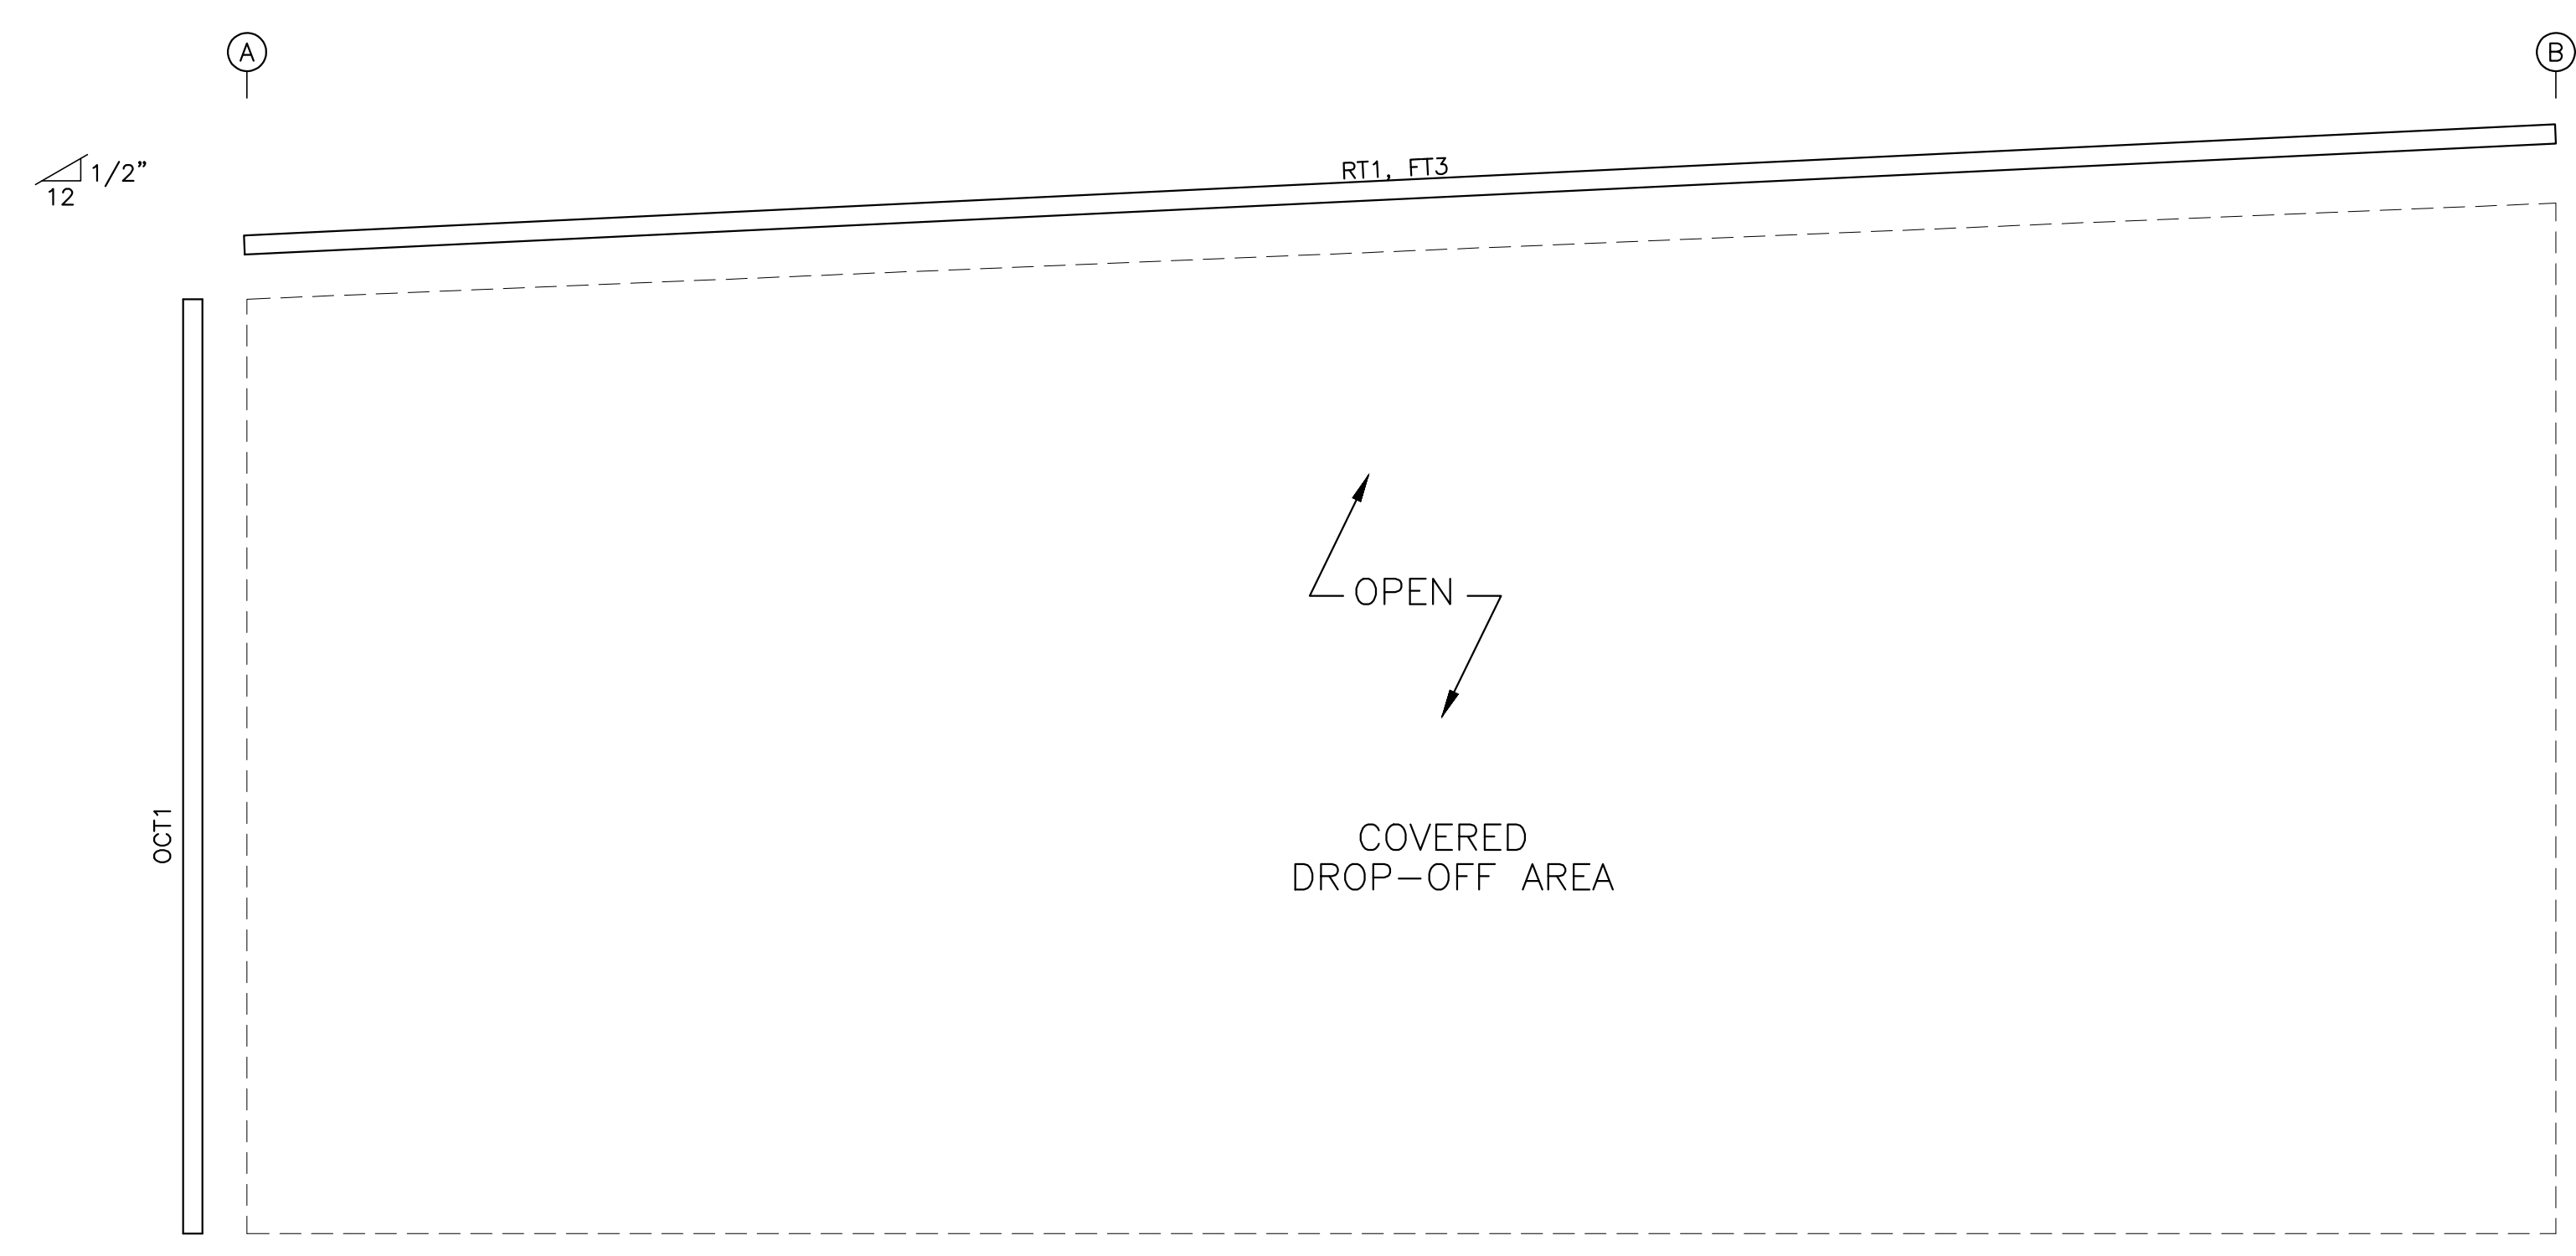 A
B
1/2”
12
RT1, FT3
OPEN
OCT1
COVERED
DROP-OFF AREA